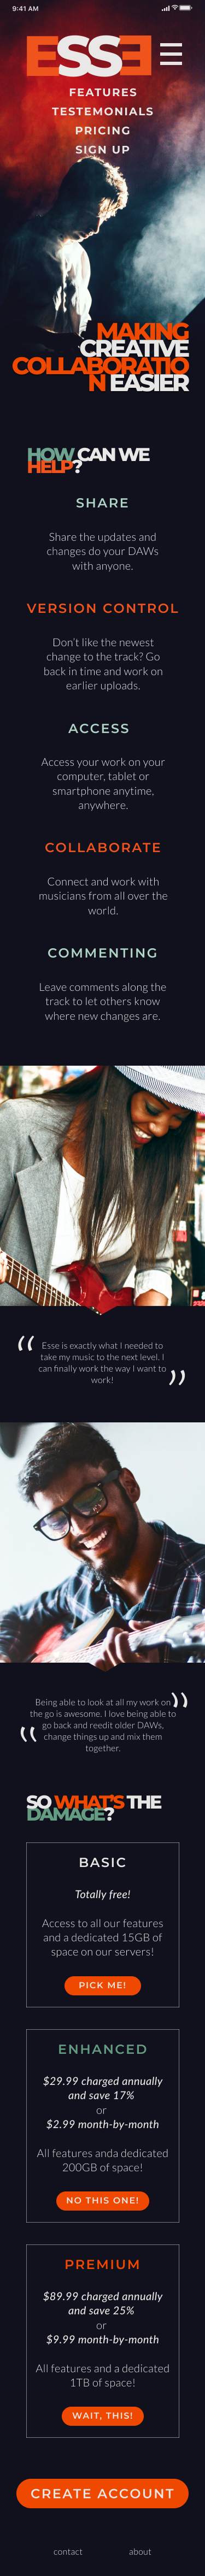 9:41 AM
ESSE
FEATURES
TESTEMONIALS
PRICING
SIGN UP
MAKING
CREATIVE
COLLABORATIO
N EASIER
HOW CAN WE
HELP?
SHARE
Share the updates and
changes do your DAWs
with anyone.
VERSION CONTROL
Don't like the newest
change to the track? Go
back in time and work on
earlier uploads.
ACCESS
Access your work on your
computer, tablet or
smartphone anytime,
anywhere.
COLLABORATE
Connect and work with
musicians from all over the
world.
COMMENTING
Leave comments along the
track to let others know
where new changes are.
“ Esse is exactly what I needed to
take my music to the next level. I
can finally work the way I want to
work! ”
Being able to look at all my work on ”
the go is awesome. I love being able to
“ go back and reedit older DAWs,
change things up and mix them
together.
SO WHAT'S THE
DAMAGE?
BASIC
Totally free!
Access to all our features
and a dedicated 15GB of
space on our servers!
PICK ME!
ENHANCED
$29.99 charged annually
and save 17%
or
$2.99 month-by-month
All features anda dedicated
200GB of space!
NO THIS ONE!
PREMIUM
$89.99 charged annually
and save 25%
or
$9.99 month-by-month
All features and a dedicated
1TB of space!
WAIT, THIS!
CREATE ACCOUNT
contact about